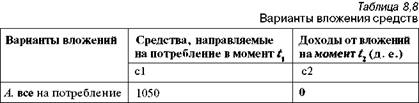 Таблица 8,8
Варианты вложения средств
Варианты вложений
Средства, направляемые
на потребление в момент t₁
Доходы от вложений
на момент t₂ (д. е.)
c1
c2
А. все на потребление
1050
0